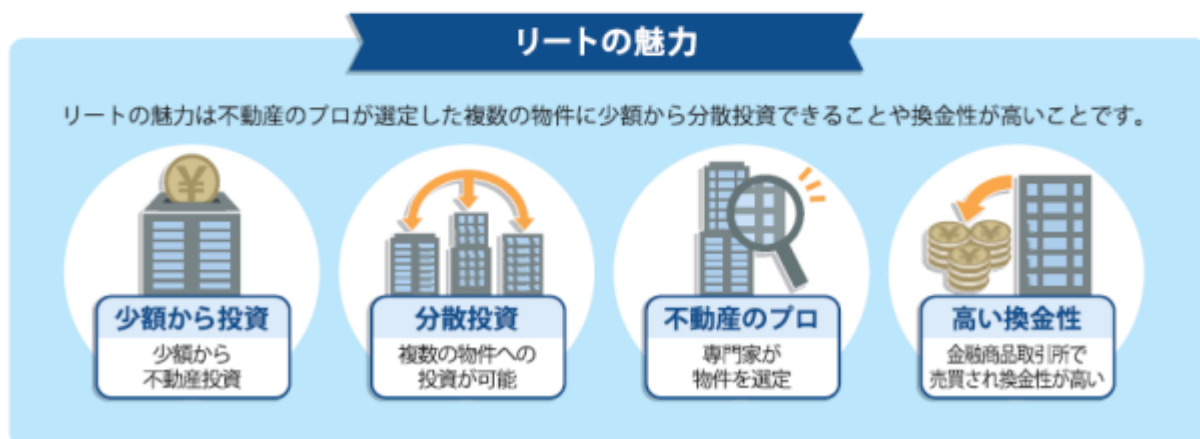 リートの魅力
リートの魅力は不動産のプロが選定した複数の物件に少額から分散投資できることや換金性が高いことです。
少額から投資
少額から
不動産投資
分散投資
複数の物件への
投資が可能
不動産のプロ
専門家が
物件を選定
高い換金性
金融商品取引所で
売買され換金性が高い